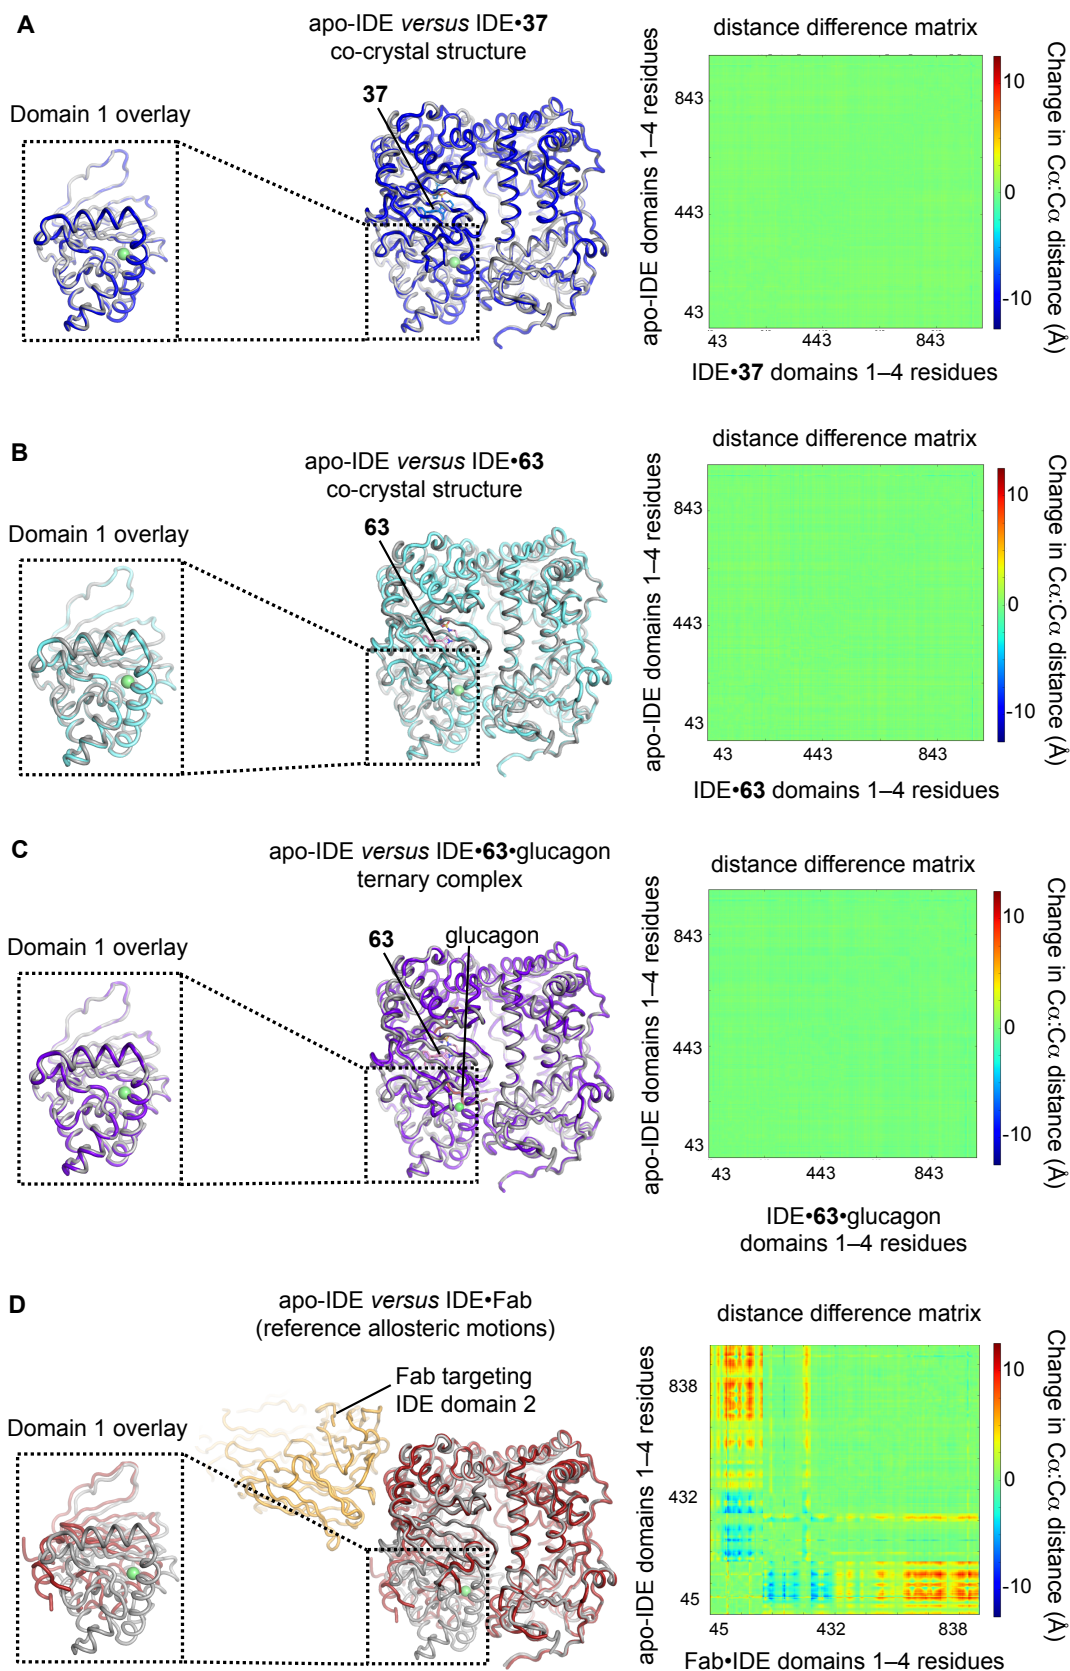 A
apo-IDE versus IDE•37
co-crystal structure
37
Domain 1 overlay
distance difference matrix
apo-IDE domains 1–4 residues
843
443
43
43
443
843
IDE•37 domains 1–4 residues
10
0
-10
Change in Cα:Cα distance (Å)
B
apo-IDE versus IDE•63
co-crystal structure
63
Domain 1 overlay
distance difference matrix
apo-IDE domains 1–4 residues
843
443
43
43
443
843
IDE•63 domains 1–4 residues
10
0
-10
Change in Cα:Cα distance (Å)
C
apo-IDE versus IDE•63•glucagon
ternary complex
63
glucagon
Domain 1 overlay
distance difference matrix
apo-IDE domains 1–4 residues
843
443
43
43
443
843
IDE•63•glucagon
domains 1–4 residues
10
0
-10
Change in Cα:Cα distance (Å)
D
apo-IDE versus IDE•Fab
(reference allosteric motions)
Fab targeting
IDE domain 2
Domain 1 overlay
distance difference matrix
apo-IDE domains 1–4 residues
838
432
45
45
432
838
Fab•IDE domains 1–4 residues
10
0
-10
Change in Cα:Cα distance (Å)